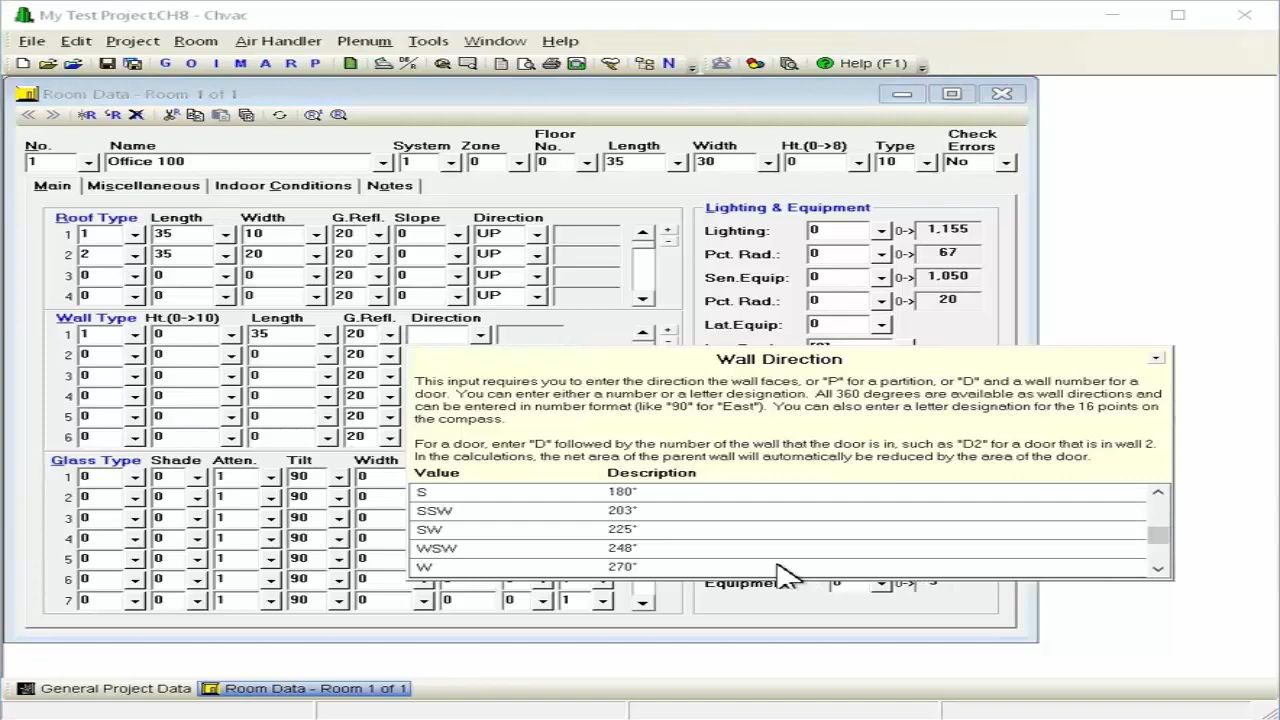 My Test Project.CH8 - Chvac
File Edit Project Room Air Handler Plenum Tools Window Help
G O I M A R P N Help (F1)
Room Data - Room 1 of 1
No. Name System Zone Floor No. Length Width Ht.(0->8) Type Check Errors
1 Office 100 1 0 0 35 30 0 10 No
Main Miscellaneous Indoor Conditions Notes
Roof Type Length Width G.Refl. Slope Direction
1 1 35 10 20 0 UP
2 2 35 20 20 0 UP
3 0 0 0 20 0 UP
4 0 0 0 20 0 UP
Lighting & Equipment
Lighting: 0 0-> 1,155
Pct. Rad.: 0 0-> 67
Sen.Equip: 0 0-> 1,050
Pct. Rad.: 0 0-> 20
Lat.Equip: 0
Wall Type Ht.(0->10) Length G.Refl. Direction
1 1 0 35 20
2 0 0 0 20
3 0 0 0 20
4 0 0 0 20
5 0 0 0 20
6 0 0 0 20
Wall Direction
This input requires you to enter the direction the wall faces, or "P" for a partition, or "D" and a wall number for a
door. You can enter either a number or a letter designation. All 360 degrees are available as wall directions and
can be entered in number format (like "90" for "East"). You can also enter a letter designation for the 16 points on
the compass.
For a door, enter "D" followed by the number of the wall that the door is in, such as "D2" for a door that is in wall 2.
In the calculations, the net area of the parent wall will automatically be reduced by the area of the door.
Value Description
S 180°
SSW 203°
SW 225°
WSW 248°
W 270°
Glass Type Shade Atten. Tilt Width
1 0 0 1 90 0
2 0 0 1 90 0
3 0 0 1 90 0
4 0 0 1 90 0
5 0 0 1 90 0
6 0 0 1 90 0
7 0 0 1 90 0 0 0 1
Equipment: 0 0->
General Project Data Room Data - Room 1 of 1